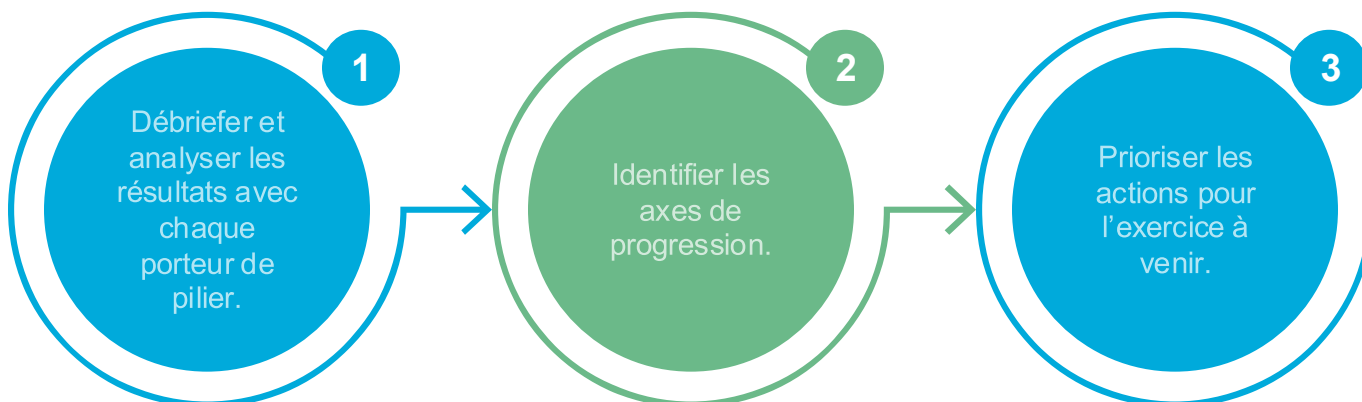 1
Débriefer et
analyser les
résultats avec
chaque
porteur de
pilier.
2
Identifier les
axes de
progression.
3
Prioriser les
actions pour
l’exercice à
venir.